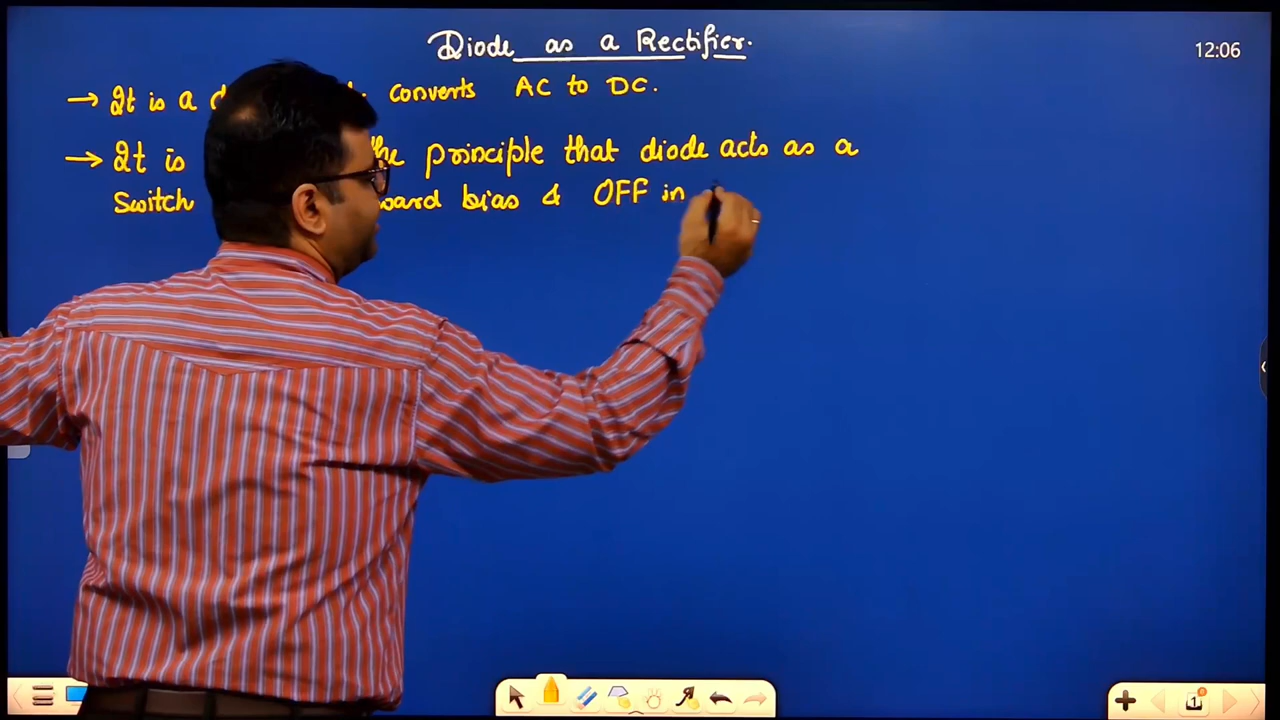 Diode as a Rectifier.
12:06
→ It is a converts AC to DC.
→ It is the principle that diode acts as a
Switch bias & OFF in
1